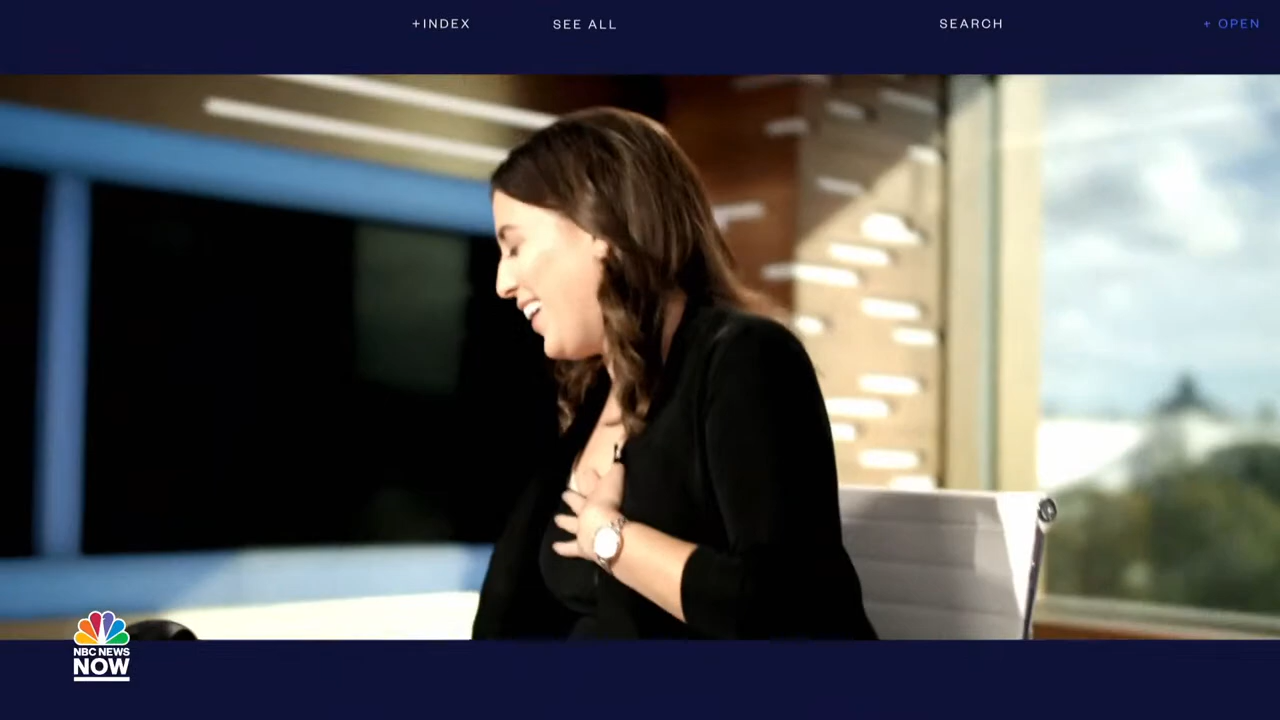 +INDEX
SEE ALL
SEARCH
+ OPEN
NBC NEWS
NOW